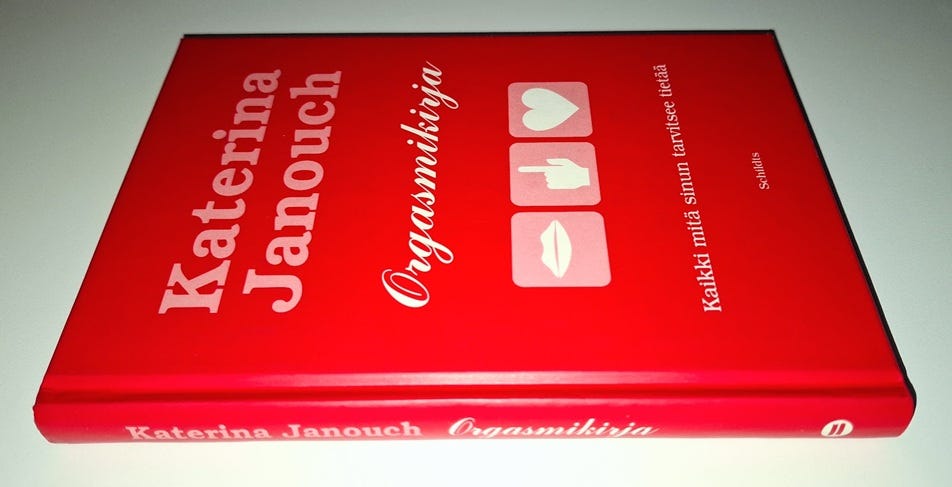 Katerina
Janouch
Orgasmikirja
Kaikki mitä sinun tarvitsee tietää
Schildts
Katerina Janouch Orgasmikirja